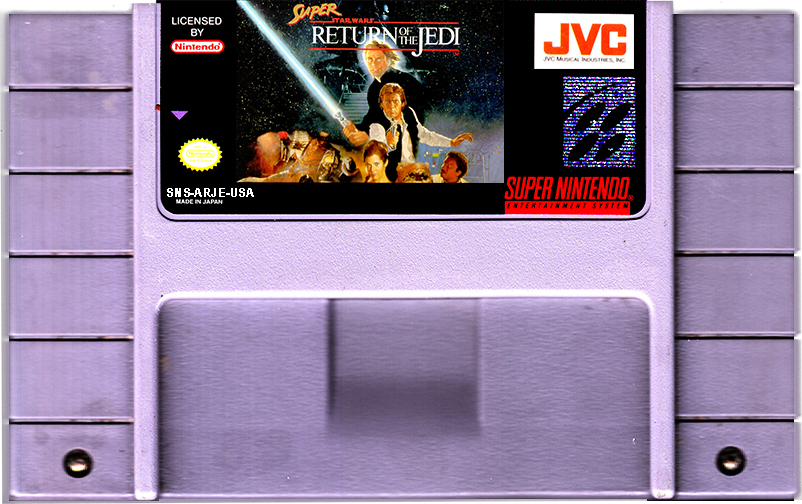 LICENSED
BY
Nintendo
SUPER
STAR WARS
RETURN OF THE JEDI
JVC
JVC MUSICAL INDUSTRIES, INC.
SNS-ARJE-USA
MADE IN JAPAN
SUPER NINTENDO
ENTERTAINMENT SYSTEM